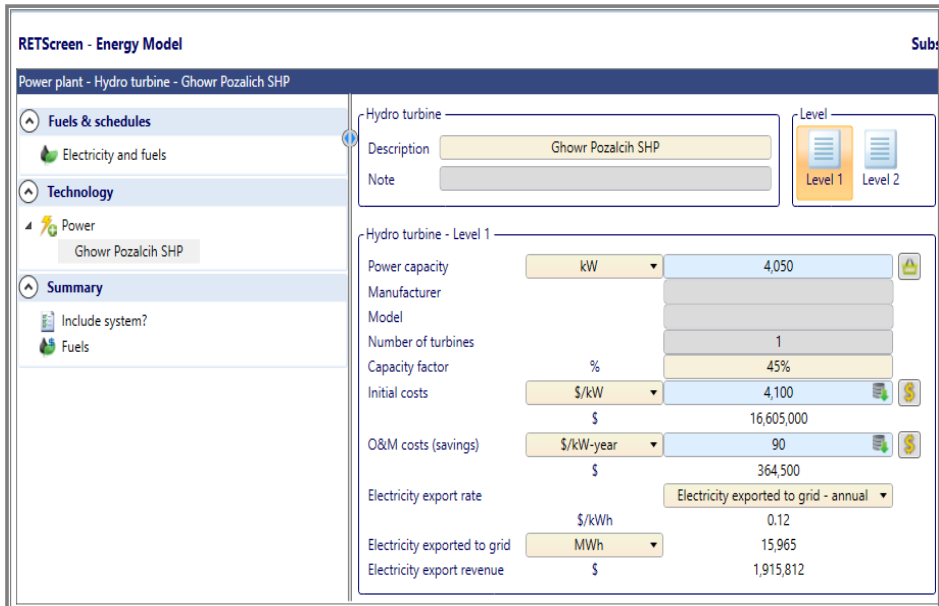 RETScreen - Energy Model
Subs
Power plant - Hydro turbine - Ghowr Pozalich SHP
Fuels & schedules
Electricity and fuels
Technology
Power
Ghowr Pozalcih SHP
Summary
Include system?
Fuels
Hydro turbine
Description Ghowr Pozalcih SHP
Note
Level
Level 1 Level 2
Hydro turbine - Level 1
Power capacity kW 4,050
Manufacturer
Model
Number of turbines 1
Capacity factor % 45%
Initial costs $/kW 4,100
$ 16,605,000
O&M costs (savings) $/kW-year 90
$ 364,500
Electricity export rate Electricity exported to grid - annual
$/kWh 0.12
Electricity exported to grid MWh 15,965
Electricity export revenue $ 1,915,812